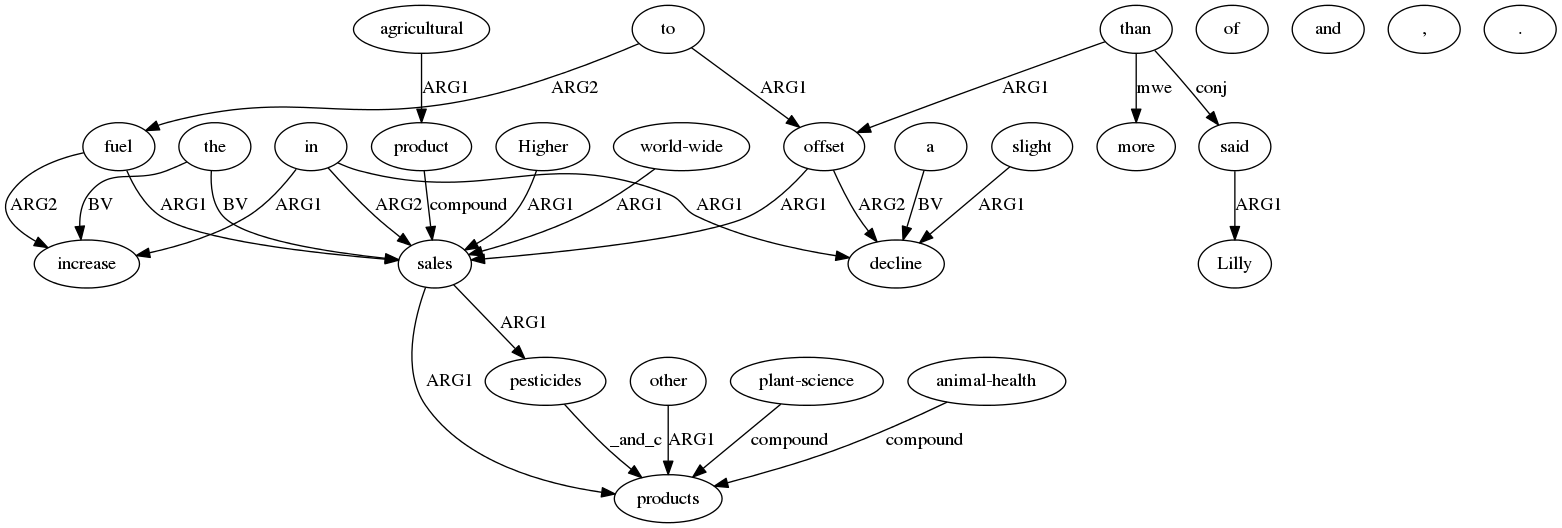 agricultural to than of and , .
ARG1 ARG2 ARG1 ARG1 mwe conj
fuel the in product Higher world-wide offset a slight more said
ARG2 BV ARG1 BV ARG1 ARG2 compound ARG1 ARG1 ARG1 ARG1 ARG2 BV ARG1 ARG1
increase sales decline Lilly
ARG1
ARG1
pesticides other plant-science animal-health
_and_c ARG1 compound compound
products